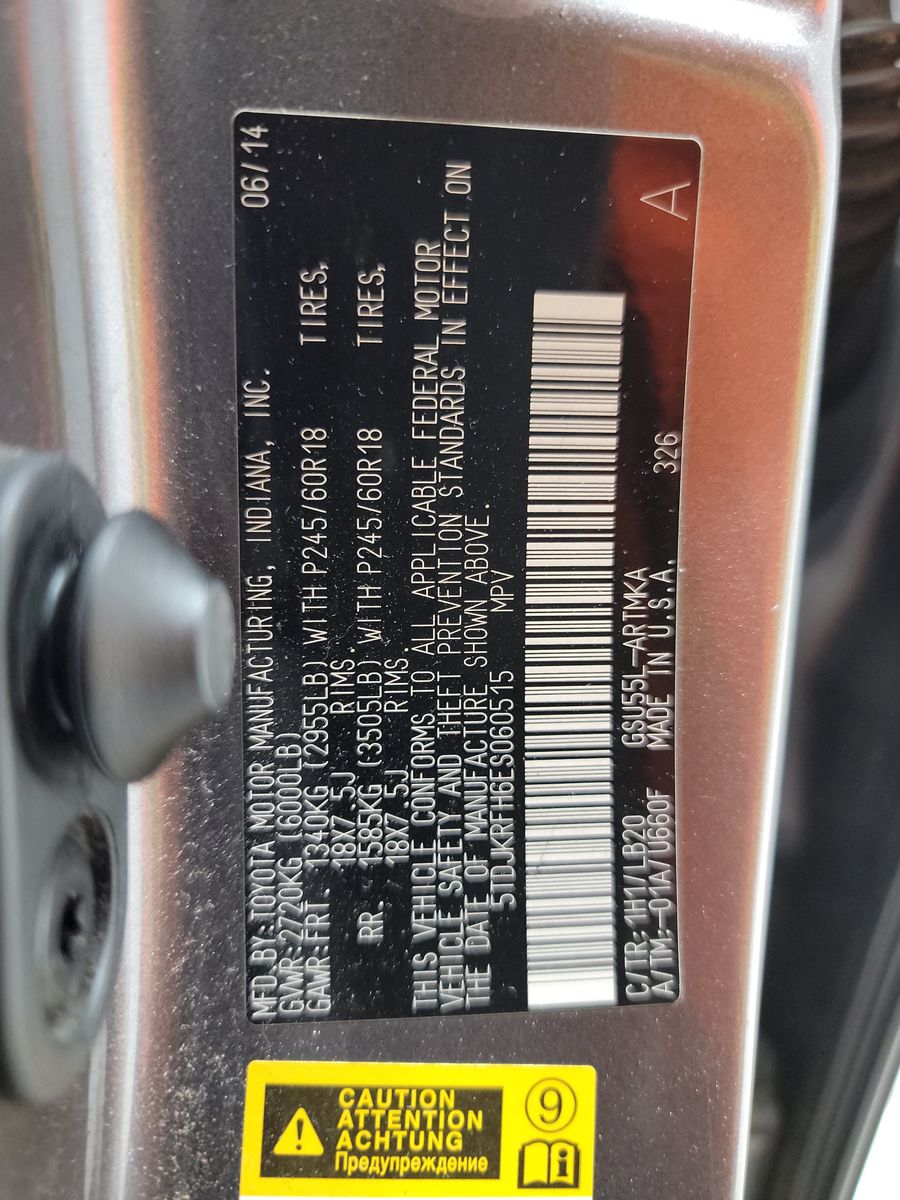 MFD.BY:TOYOTA MOTOR MANUFACTURING, INDIANA, INC. 06/14
GVWR:2720KG (6000LB)
GAWR:FRT. 1340KG (2955LB) WITH P245/60R18 TIRES,
18X7.5J RIMS.
RR. 1585KG (3505LB) WITH P245/60R18 TIRES,
18X7.5J RIMS
THIS VEHICLE CONFORMS TO ALL APPLICABLE FEDERAL MOTOR
VEHICLE SAFETY AND THEFT PREVENTION STANDARDS IN EFFECT ON
THE DATE OF MANUFACTURE SHOWN ABOVE.
5TDJKRFH6ES060515 MPV
C/TR:1H1/LB20 GSU55L-ARTMKA
A/TM:-01A/U660F MADE IN U.S.A. 326
A
CAUTION
ATTENTION
ACHTUNG
Предупреждение
9
i